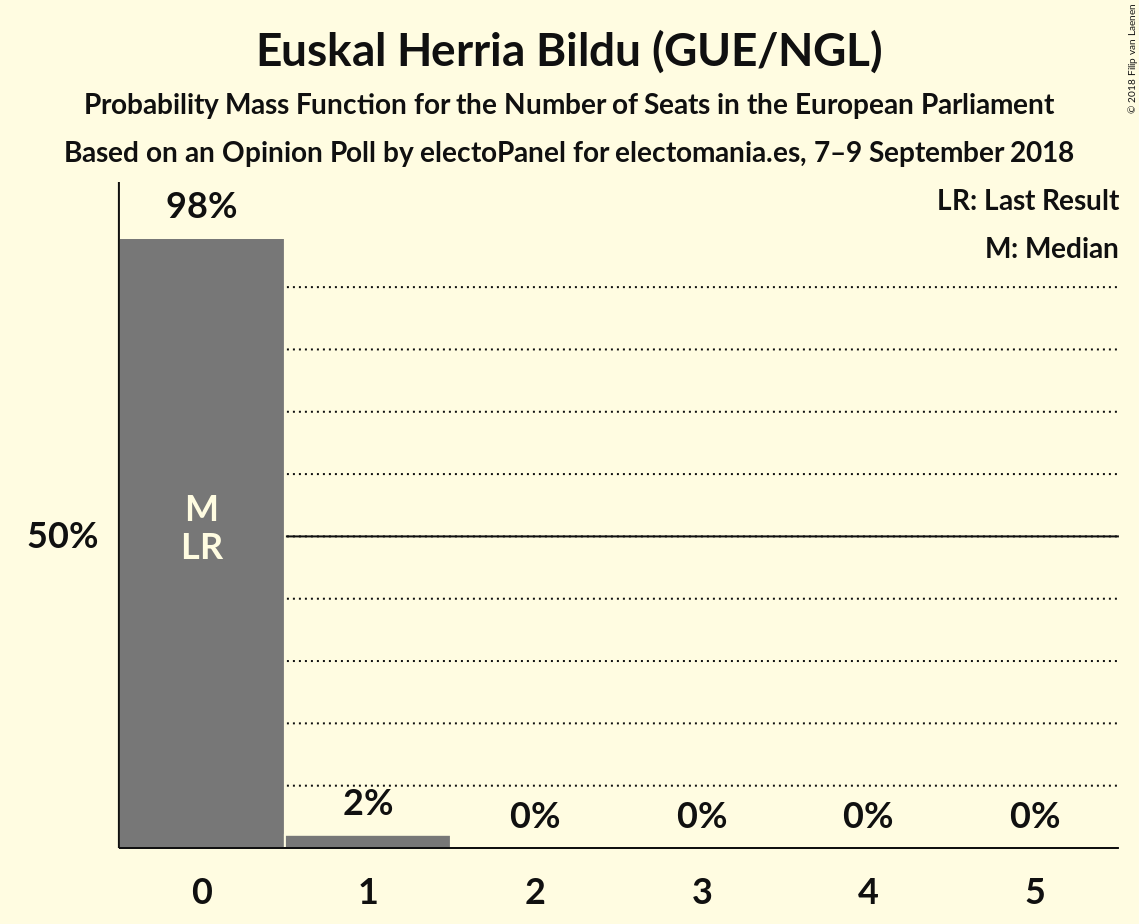 Euskal Herria Bildu (GUE/NGL)
Probability Mass Function for the Number of Seats in the European Parliament
Based on an Opinion Poll by electoPanel for electomania.es, 7–9 September 2018
© 2018 Filip van Laenen
LR: Last Result
M: Median
98%
M
LR
50%
2%
0%
0%
0%
0%
0
1
2
3
4
5